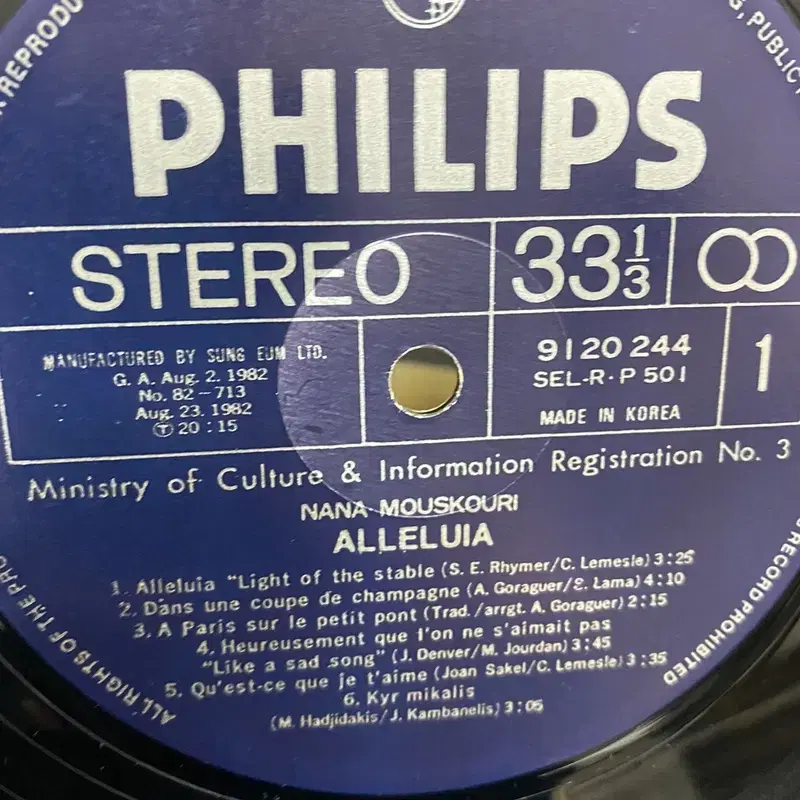 PHILIPS
STEREO
33 1/3
MANUFACTURED BY SUNG EUM LTD.
G. A. Aug. 2. 1982
No. 82-713
Aug. 23. 1982
Ⓣ 20:15
9120 244
SEL-R·P 501
MADE IN KOREA
1
Ministry of Culture & Information Registration No. 3
NANA MOUSKOURI
ALLELUIA
1. Alleluia "Light of the stable (S. E. Rhymer/C. Lemesle) 3:25
2. Dans une coupe de champagne (A. Goraguer/S. Lama) 4:10
3. A Paris sur le petit pont (Trad./arrgt. A. Goraguer) 2:15
4. Heureusement que l'on ne s'aimait pas
"Like a sad song" (J. Denver/M. Jourdan) 3:45
5. Qu'est-ce que je t'aime (Joan Sakel/C. Lemesle) 3:35
6. Kyr mikalis
(M. Hadjidakis/J. Kambanelis) 3:05
ALL RIGHTS OF THE
REPRODU
PUBLIC
RECORD PROHIBITED